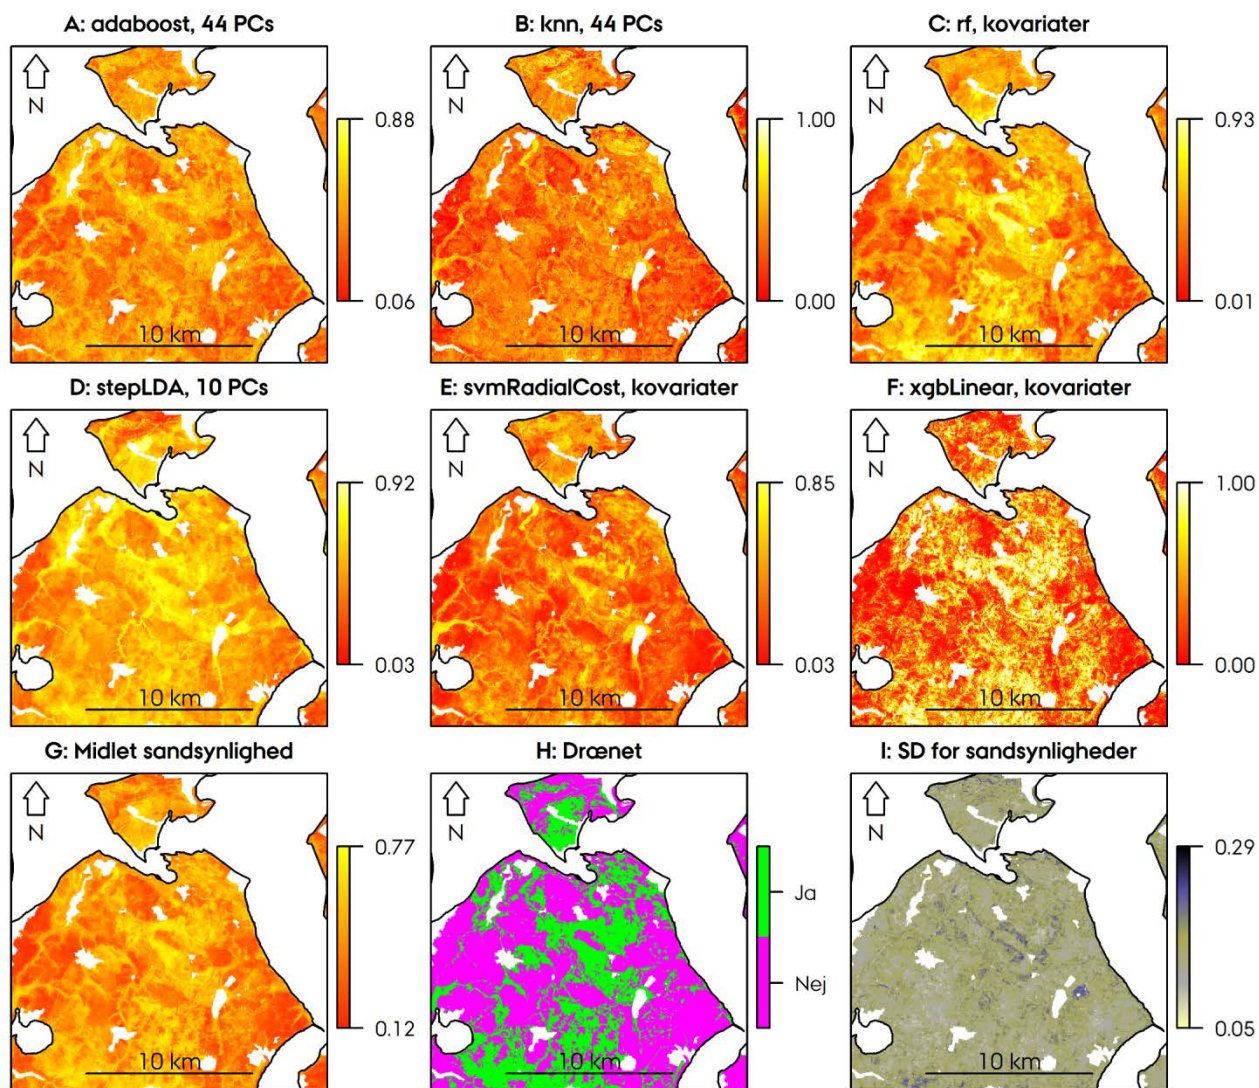 A: adaboost, 44 PCs
N
0.88
0.06
10 km
B: knn, 44 PCs
N
1.00
0.00
10 km
C: rf, kovariater
N
0.93
0.01
10 km
D: stepLDA, 10 PCs
N
0.92
0.03
10 km
E: svmRadialCost, kovariater
N
0.85
0.03
10 km
F: xgbLinear, kovariater
N
1.00
0.00
10 km
G: Midlet sandsynlighed
N
0.77
0.12
10 km
H: Drænet
N
Ja
Nej
10 km
I: SD for sandsynligheder
N
0.29
0.05
10 km